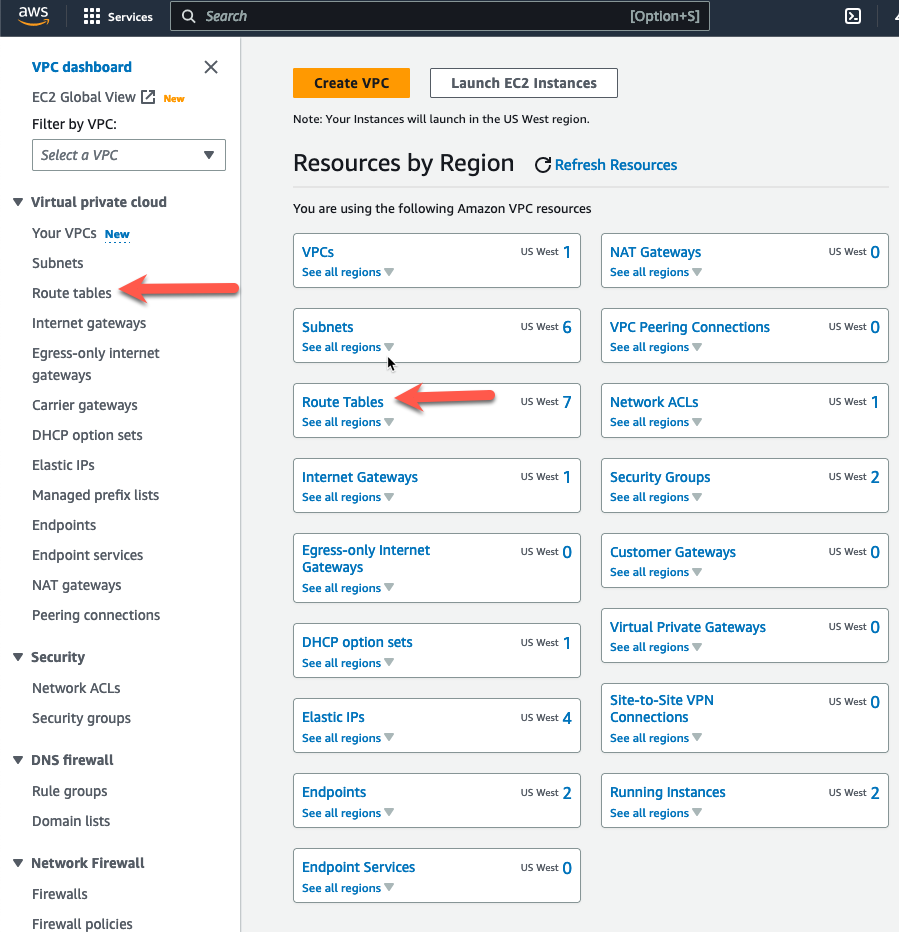 aws
Services
Search
[Option+S]
VPC dashboard
EC2 Global View New
Filter by VPC:
Select a VPC
Virtual private cloud
Your VPCs New
Subnets
Route tables
Internet gateways
Egress-only internet
gateways
Carrier gateways
DHCP option sets
Elastic IPs
Managed prefix lists
Endpoints
Endpoint services
NAT gateways
Peering connections
Security
Network ACLs
Security groups
DNS firewall
Rule groups
Domain lists
Network Firewall
Firewalls
Firewall policies
Create VPC
Launch EC2 Instances
Note: Your Instances will launch in the US West region.
Resources by Region
Refresh Resources
You are using the following Amazon VPC resources
VPCs US West 1
See all regions
NAT Gateways US West 0
See all regions
Subnets US West 6
See all regions
VPC Peering Connections US West 0
See all regions
Route Tables US West 7
See all regions
Network ACLs US West 1
See all regions
Internet Gateways US West 1
See all regions
Security Groups US West 2
See all regions
Egress-only Internet US West 0
Gateways
See all regions
Customer Gateways US West 0
See all regions
DHCP option sets US West 1
See all regions
Virtual Private Gateways US West 0
See all regions
Elastic IPs US West 4
See all regions
Site-to-Site VPN US West 0
Connections
See all regions
Endpoints US West 2
See all regions
Running Instances US West 2
See all regions
Endpoint Services US West 0
See all regions